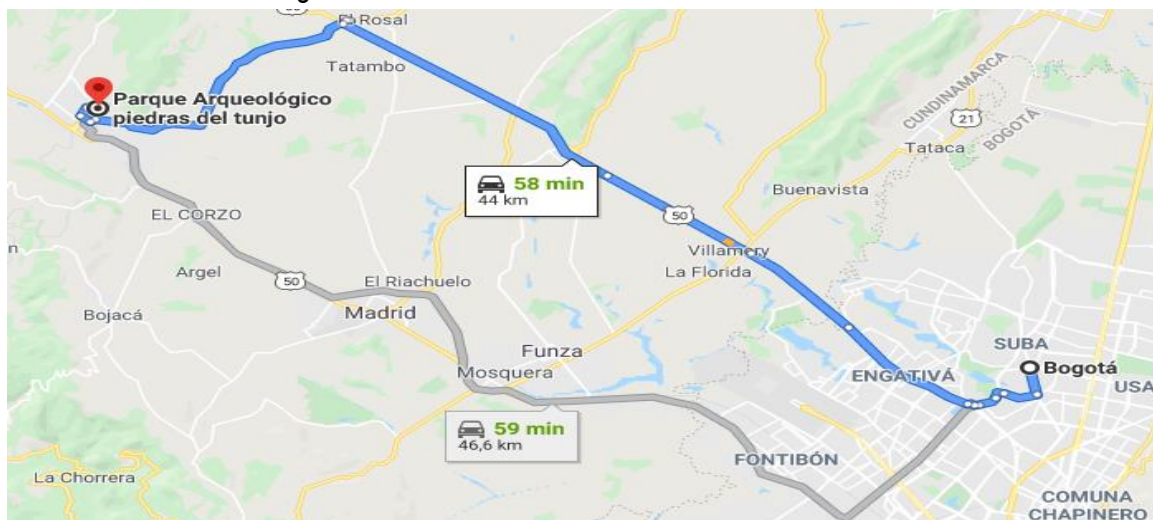 El Rosal
Tatambo
Parque Arqueológico
piedras del tunjo
CUNDINAMARCA
BOGOTÁ
21
Tataca
58 min
44 km
Buenavista
EL CORZO
50
Villamery
La Florida
Argel
50
El Riachuelo
Bojacá
Madrid
SUBA
Funza
Bogotá
Mosquera
ENGATIVÁ
USA
59 min
46,6 km
FONTIBÓN
La Chorrera
COMUNA
CHAPINERO